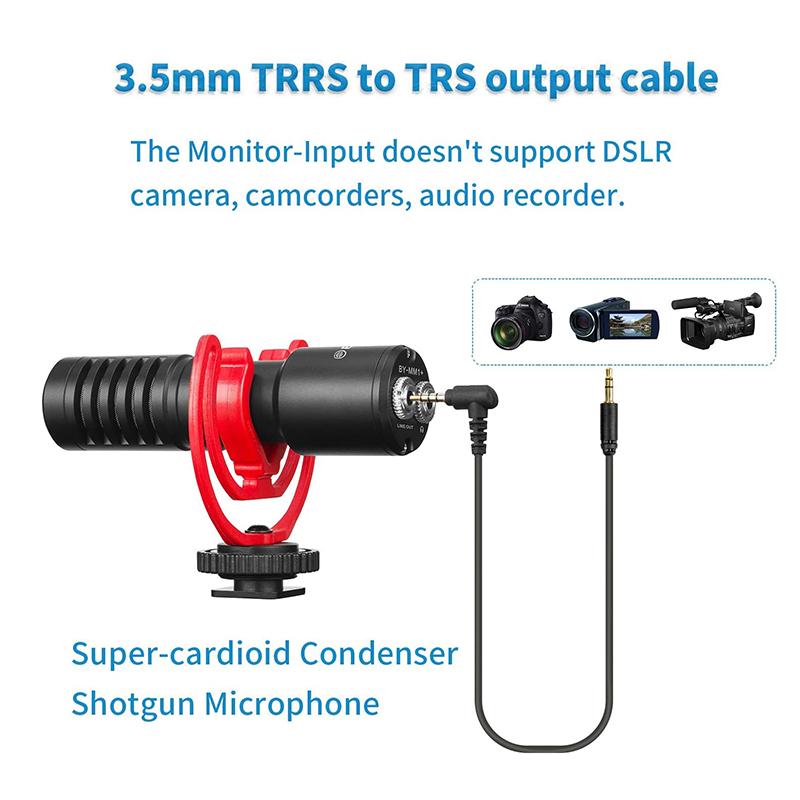 3.5mm TRRS to TRS output cable
The Monitor-Input doesn't support DSLR
camera, camcorders, audio recorder.
BY-MM1+
LINE OUT
Super-cardioid Condenser
Shotgun Microphone